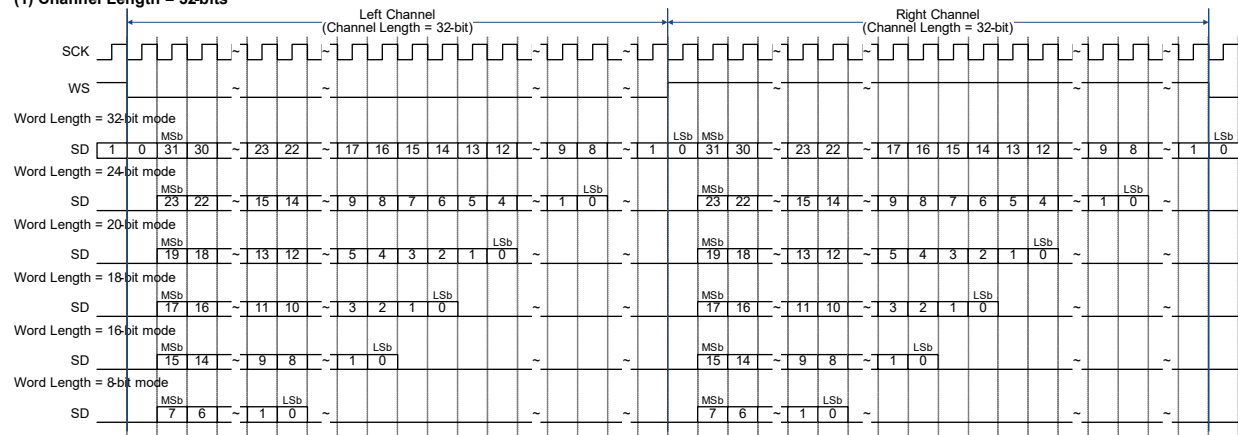 (1) Channel Length = 32-bits
Left Channel
(Channel Length = 32-bit)
Right Channel
(Channel Length = 32-bit)
SCK ~ ~ ~ ~ ~ ~ ~ ~
WS ~ ~ ~ ~
Word Length = 32-bit mode
MSb LSb MSb LSb
SD 1 0 31 30 ~ 23 22 ~ 17 16 15 14 13 12 ~ 9 8 ~ 1 0 31 30 ~ 23 22 ~ 17 16 15 14 13 12 ~ 9 8 ~ 1 0
Word Length = 24-bit mode
MSb LSb MSb LSb
SD 23 22 ~ 15 14 ~ 9 8 7 6 5 4 ~ 1 0 ~ 23 22 ~ 15 14 ~ 9 8 7 6 5 4 ~ 1 0 ~
Word Length = 20-bit mode
MSb LSb MSb LSb
SD 19 18 ~ 13 12 ~ 5 4 3 2 1 0 ~ ~ 19 18 ~ 13 12 ~ 5 4 3 2 1 0 ~ ~
Word Length = 18-bit mode
MSb LSb MSb LSb
SD 17 16 ~ 11 10 ~ 3 2 1 0 ~ ~ 17 16 ~ 11 10 ~ 3 2 1 0 ~ ~
Word Length = 16-bit mode
MSb LSb MSb LSb
SD 15 14 ~ 9 8 ~ 1 0 ~ ~ 15 14 ~ 9 8 ~ 1 0 ~ ~
Word Length = 8-bit mode
MSb LSb MSb LSb
SD 7 6 ~ 1 0 ~ ~ ~ 7 6 ~ 1 0 ~ ~ ~